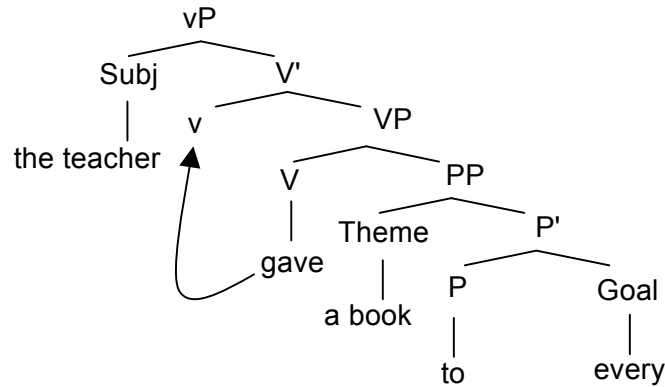 vP
Subj V'
the teacher v VP
V PP
gave Theme P'
a book P Goal
to every